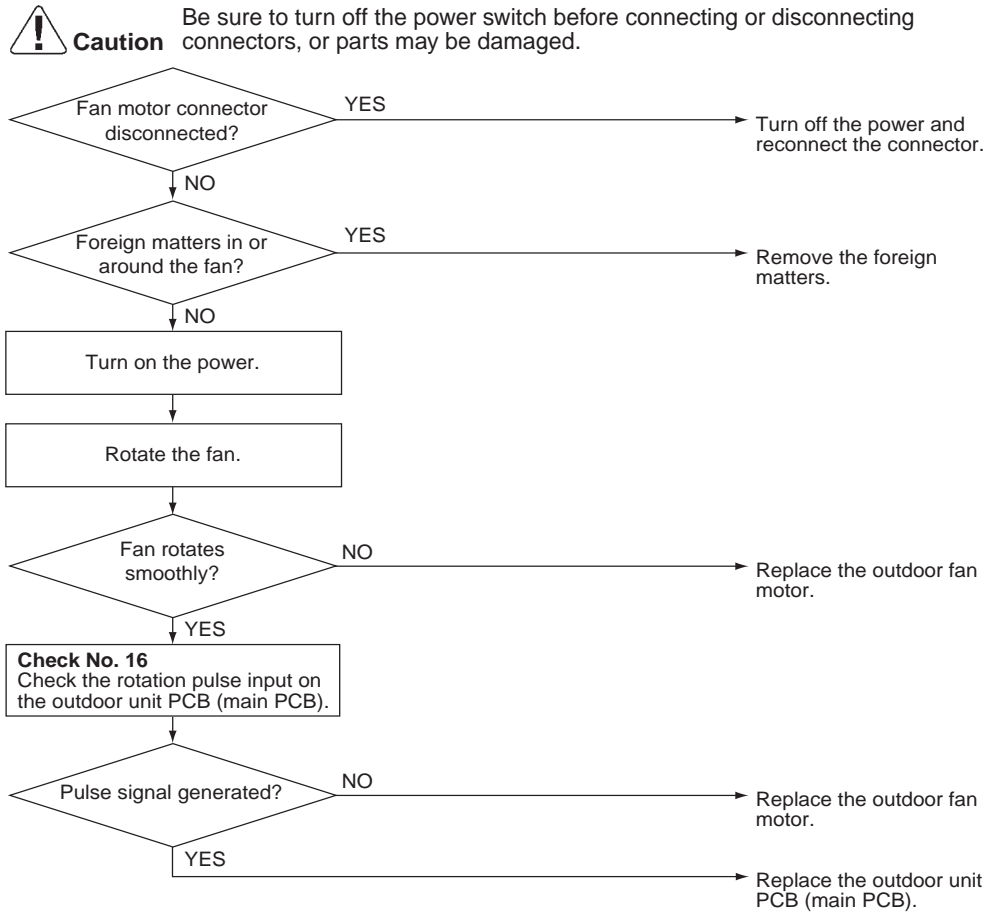 Caution
Be sure to turn off the power switch before connecting or disconnecting
connectors, or parts may be damaged.
Fan motor connector
disconnected?
YES
Turn off the power and
reconnect the connector.
NO
Foreign matters in or
around the fan?
YES
Remove the foreign
matters.
NO
Turn on the power.
Rotate the fan.
Fan rotates
smoothly?
NO
Replace the outdoor fan
motor.
YES
Check No. 16
Check the rotation pulse input on
the outdoor unit PCB (main PCB).
Pulse signal generated?
NO
Replace the outdoor fan
motor.
YES
Replace the outdoor unit
PCB (main PCB).